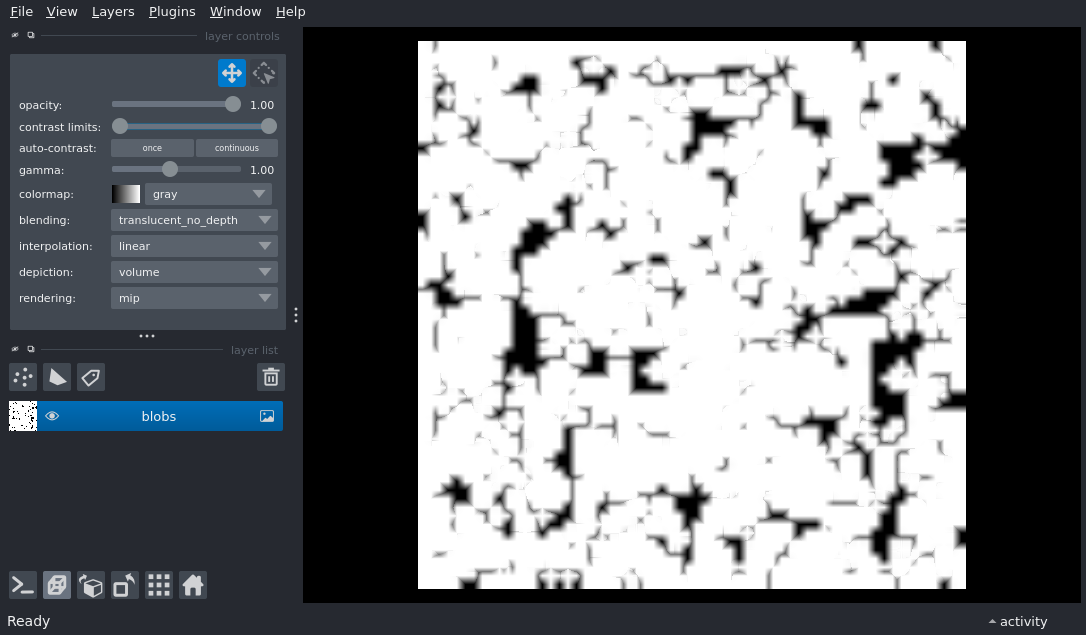 File View Layers Plugins Window Help
layer controls
opacity: 1.00
contrast limits:
auto-contrast: once continuous
gamma: 1.00
colormap: gray
blending: translucent_no_depth
interpolation: linear
depiction: volume
rendering: mip
layer list
blobs
Ready activity